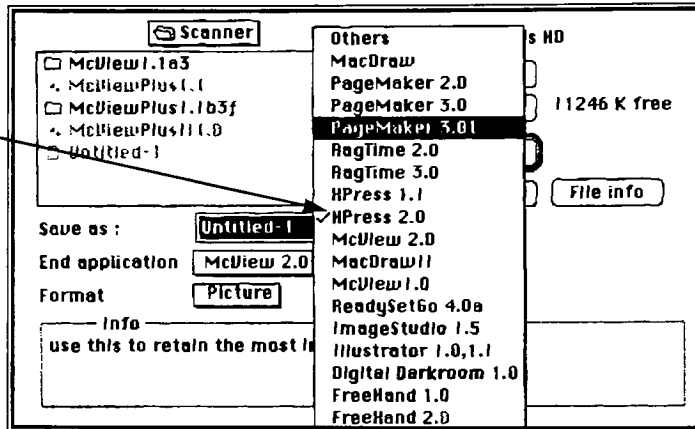 Scanner
s HD
McView1.1a3
McViewPlus1.1
McViewPlus1.1b3f
McViewPlus11.0
Untitled-1
11246 K free
File info
Save as :
Untitled-1
End application
McView 2.0
Format
Picture
Info
use this to retain the most in
Others
MacDraw
PageMaker 2.0
PageMaker 3.0
PageMaker 3.01
RagTime 2.0
RagTime 3.0
XPress 1.1
✓XPress 2.0
McView 2.0
MacDraw11
McView1.0
ReadySetGo 4.0a
ImageStudio 1.5
Illustrator 1.0,1.1
Digital Darkroom 1.0
FreeHand 1.0
FreeHand 2.0